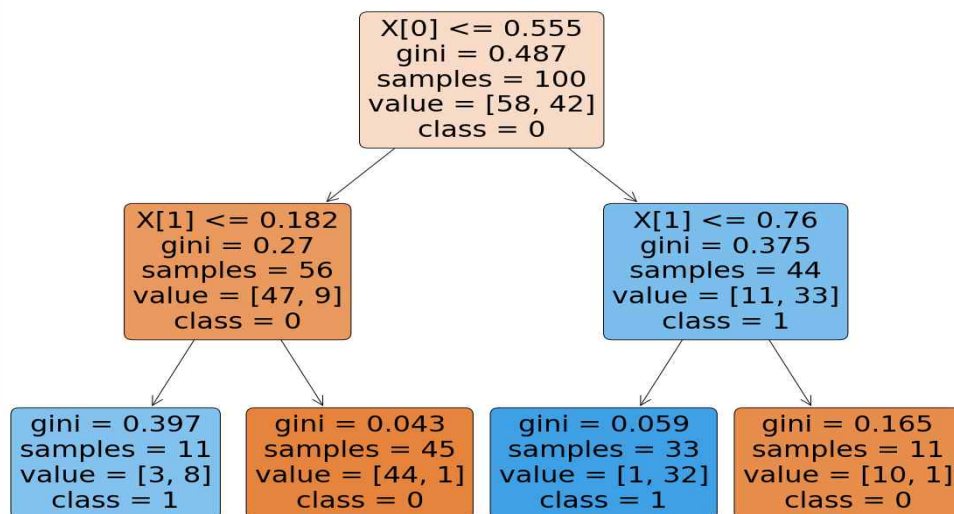 X[0] <= 0.555
gini = 0.487
samples = 100
value = [58, 42]
class = 0
X[1] <= 0.182
gini = 0.27
samples = 56
value = [47, 9]
class = 0
X[1] <= 0.76
gini = 0.375
samples = 44
value = [11, 33]
class = 1
gini = 0.397
samples = 11
value = [3, 8]
class = 1
gini = 0.043
samples = 45
value = [44, 1]
class = 0
gini = 0.059
samples = 33
value = [1, 32]
class = 1
gini = 0.165
samples = 11
value = [10, 1]
class = 0